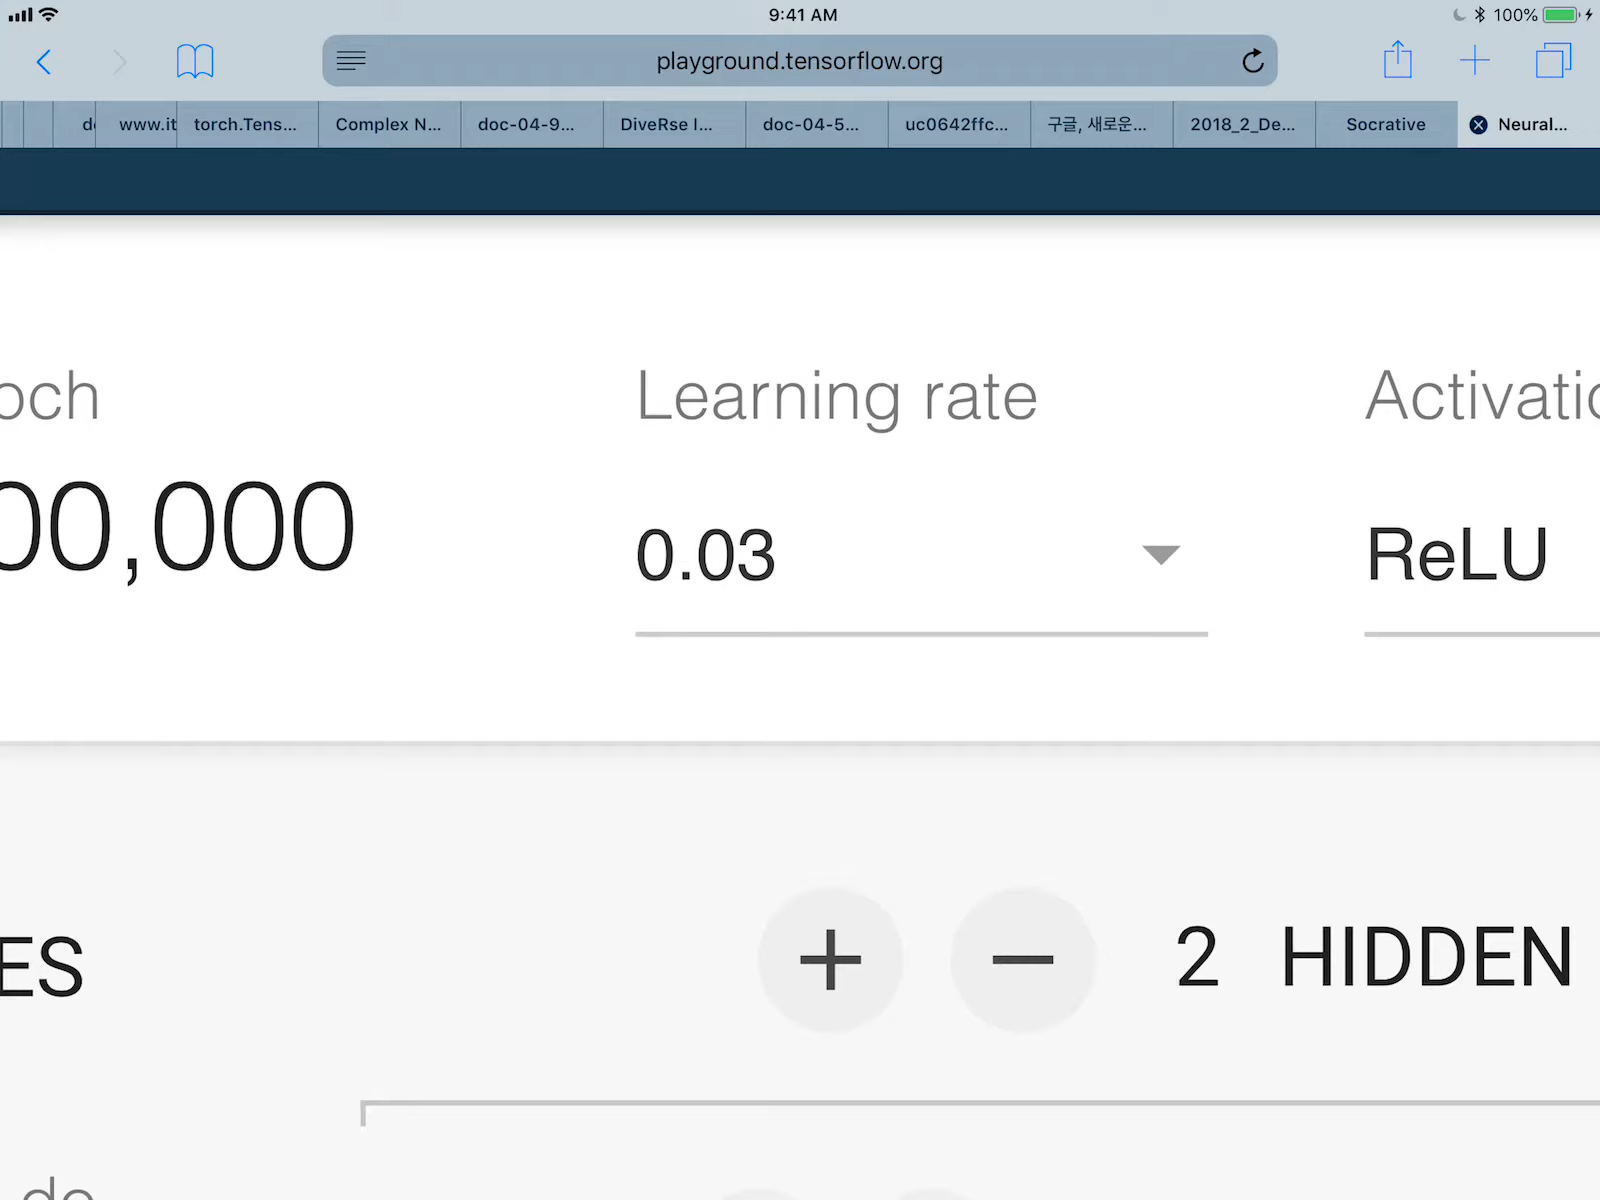 9:41 AM
100%
playground.tensorflow.org
www.it torch.Tens... Complex N... doc-04-9... DiveRse I... doc-04-5... uc0642ffc... 구글, 새로운... 2018_2_De... Socrative Neural...
och Learning rate Activatio
00,000 0.03 ReLU
ES 2 HIDDEN
do